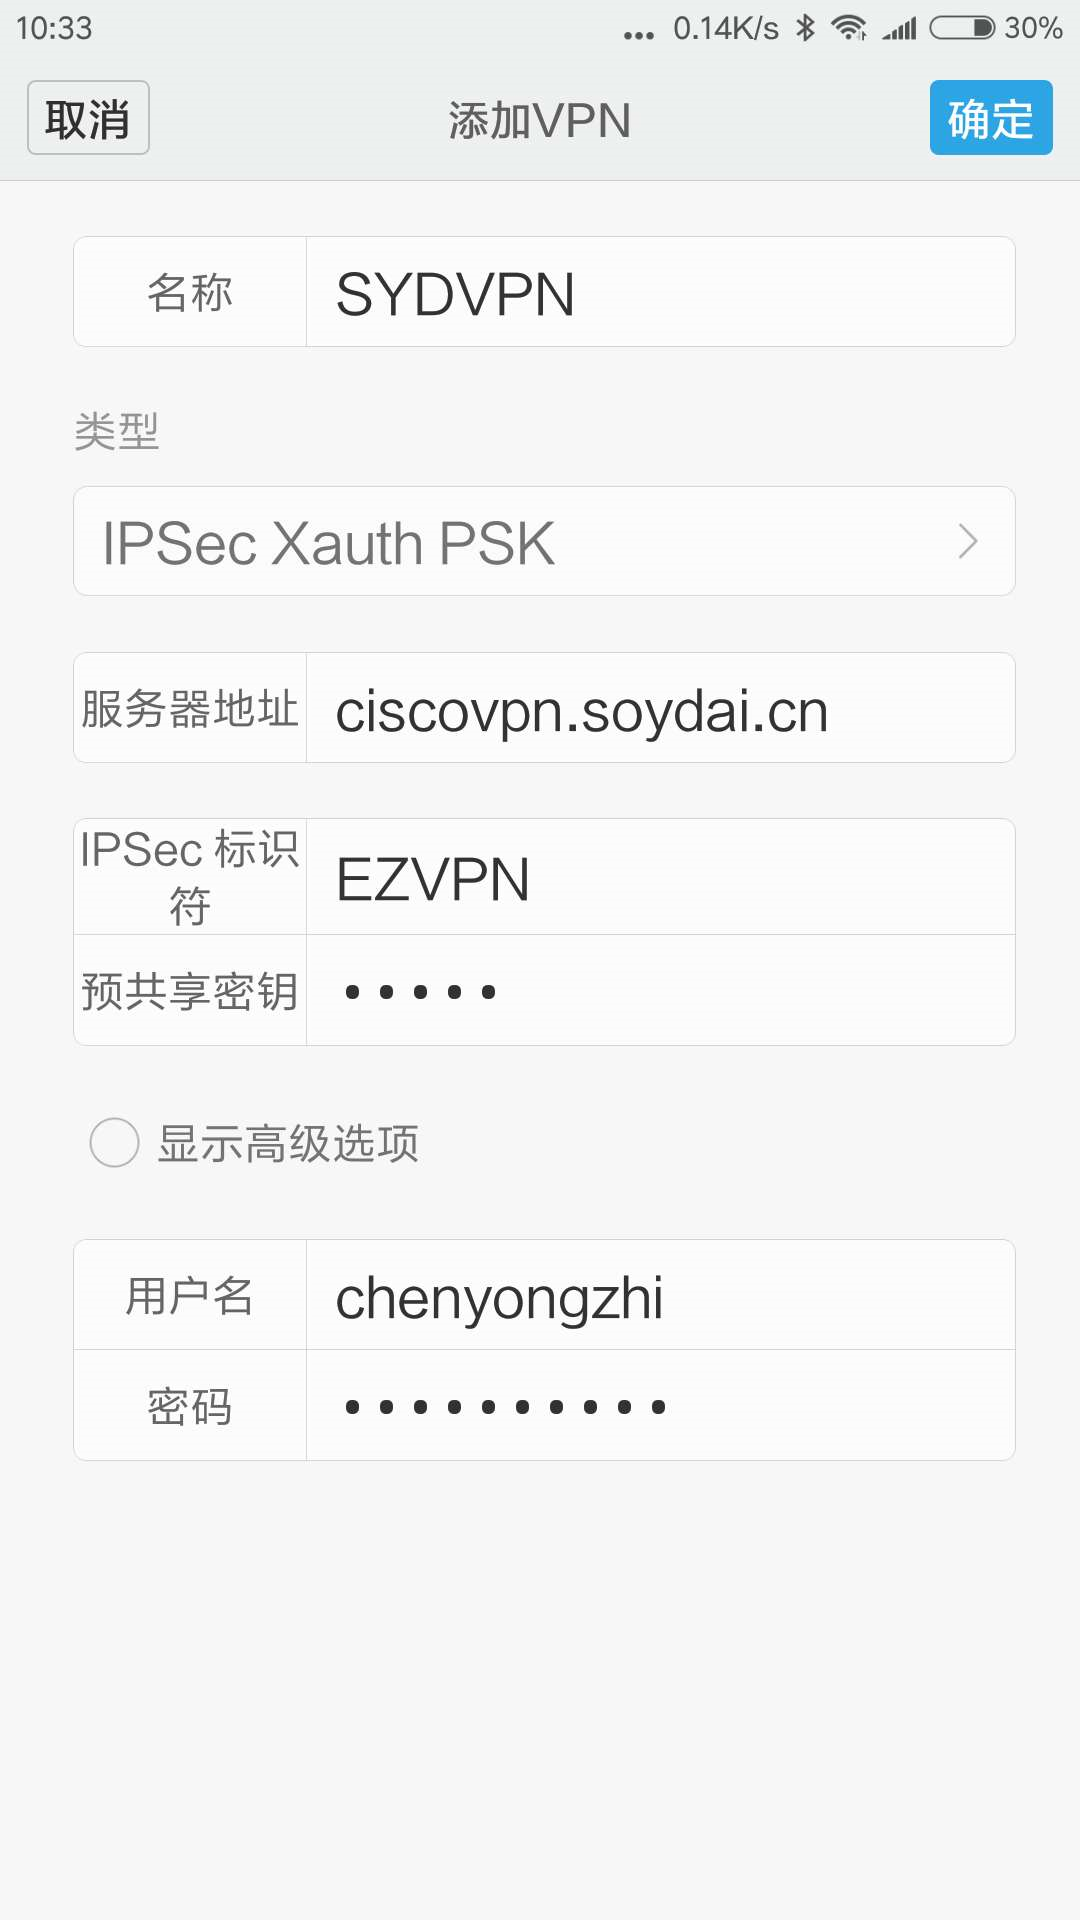 10:33 ... 0.14K/s 30%
取消 添加VPN 确定
名称 SYDVPN
类型
IPSec Xauth PSK
服务器地址 ciscovpn.soydai.cn
IPSec 标识
符 EZVPN
预共享密钥 •••••
显示高级选项
用户名 chenyongzhi
密码 ••••••••••